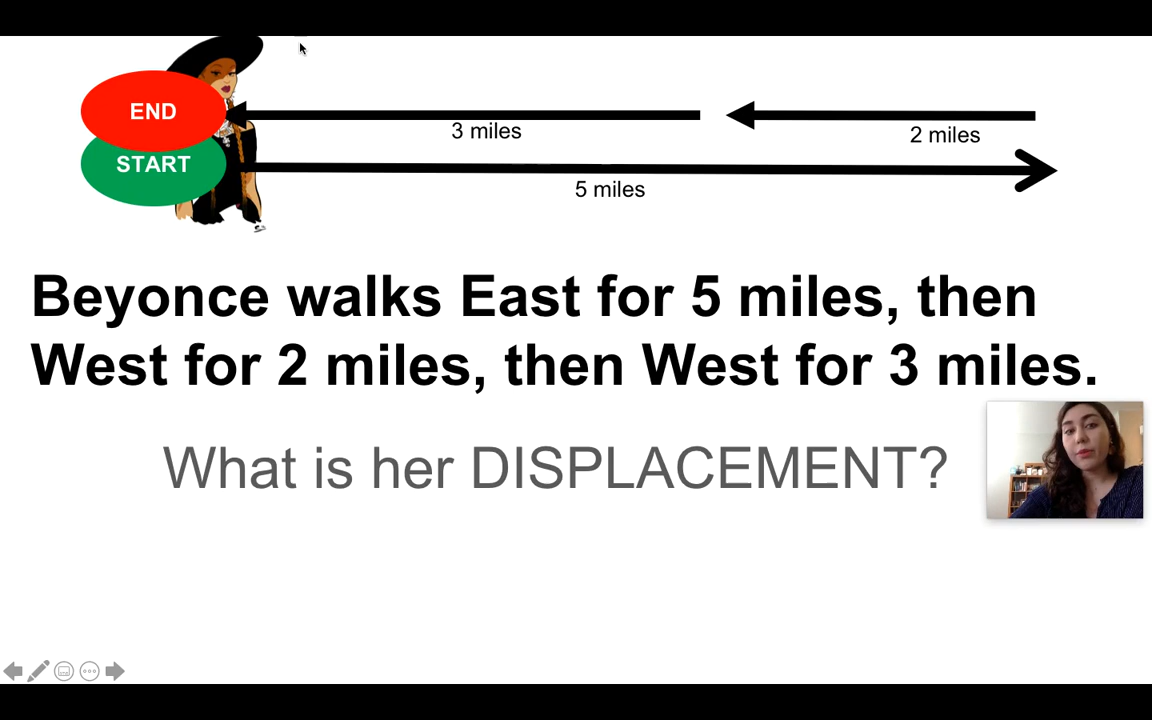 END
3 miles
2 miles
START
5 miles
Beyonce walks East for 5 miles, then
West for 2 miles, then West for 3 miles.
What is her DISPLACEMENT?